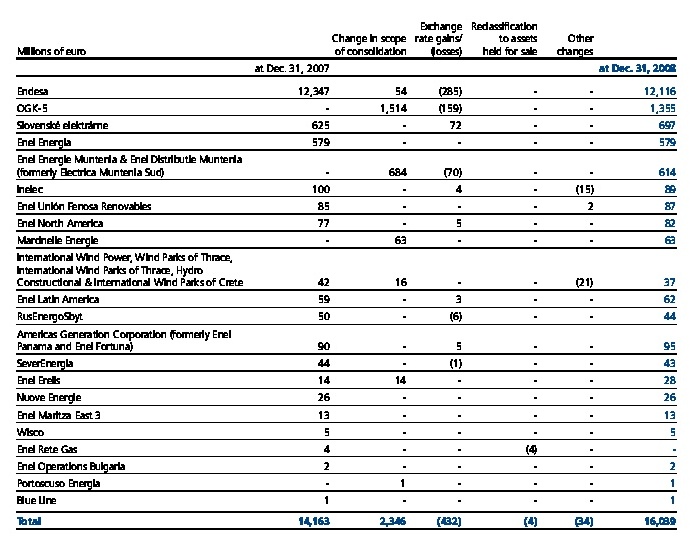 Millions of euro Change in scope of consolidation Exchange rate gains/ (losses) Reclassification to assets held for sale Other changes
at Dec. 31, 2007 at Dec. 31, 2008
Endesa 12,347 54 (285) - - 12,116
OGK-5 - 1,514 (159) - - 1,355
Slovenské elektrárne 625 - 72 - - 697
Enel Energia 579 - - - - 579
Enel Energie Muntenia & Enel Distributie Muntenia
(formerly Electrica Muntenia Sud) - 684 (70) - - 614
Inelec 100 - 4 - (15) 89
Enel Unión Fenosa Renovables 85 - - - 2 87
Enel North America 77 - 5 - - 82
Marcinelle Energie - 63 - - - 63
International Wind Power, Wind Parks of Thrace,
International Wind Parks of Thrace, Hydro
Constructional & International Wind Parks of Crete 42 16 - - (21) 37
Enel Latin America 59 - 3 - - 62
RusEnergoSbyt 50 - (6) - - 44
Americas Generation Corporation (formerly Enel
Panama and Enel Fortuna) 90 - 5 - - 95
SeverEnergia 44 - (1) - - 43
Enel Erelis 14 14 - - - 28
Nuove Energie 26 - - - - 26
Enel Maritza East 3 13 - - - - 13
Wisco 5 - - - - 5
Enel Rete Gas 4 - - (4) - -
Enel Operations Bulgaria 2 - - - - 2
Portoscuso Energia - 1 - - - 1
Blue Line 1 - - - - 1
Total 14,163 2,346 (432) (4) (34) 16,039